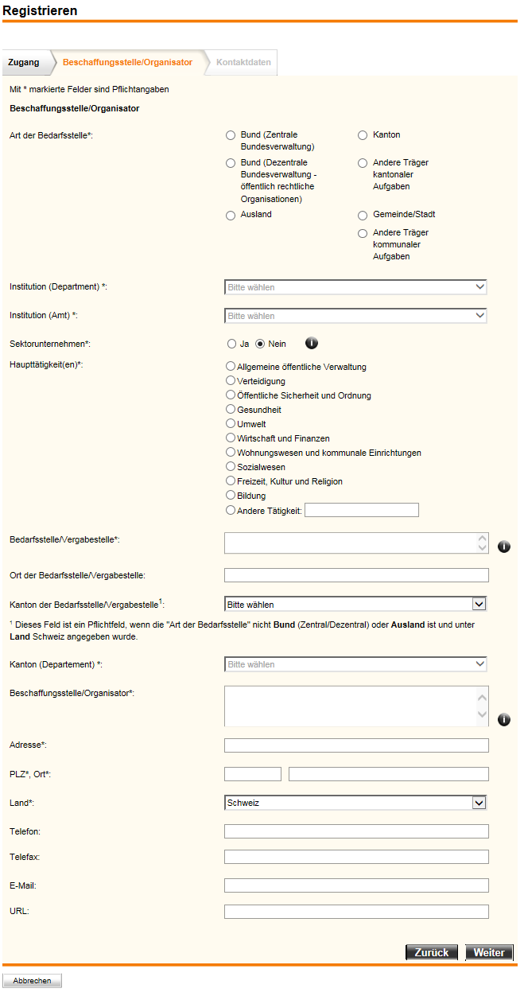 Registrieren
Zugang
Beschaffungsstelle/Organisator
Kontaktdaten
Mit * markierte Felder sind Pflichtangaben
Beschaffungsstelle/Organisator
Art der Bedarfsstelle*:
Bund (Zentrale
Bundesverwaltung)
Kanton
Bund (Dezentrale
Bundesverwaltung -
öffentlich rechtliche
Organisationen)
Andere Träger
kantonaler
Aufgaben
Ausland
Gemeinde/Stadt
Andere Träger
kommunaler
Aufgaben
Institution (Department) *:
Bitte wählen
Institution (Amt) *:
Bitte wählen
Sektorunternehmen*:
Ja
Nein
i
Haupttätigkeit(en)*:
Allgemeine öffentliche Verwaltung
Verteidigung
Öffentliche Sicherheit und Ordnung
Gesundheit
Umwelt
Wirtschaft und Finanzen
Wohnungswesen und kommunale Einrichtungen
Sozialwesen
Freizeit, Kultur und Religion
Bildung
Andere Tätigkeit:
Bedarfsstelle/Vergabestelle*:
i
Ort der Bedarfsstelle/Vergabestelle:
Kanton der Bedarfsstelle/Vergabestelle¹:
Bitte wählen
¹ Dieses Feld ist ein Pflichtfeld, wenn die "Art der Bedarfsstelle" nicht Bund (Zentral/Dezentral) oder Ausland ist und unter
Land Schweiz angegeben wurde.
Kanton (Departement) *:
Bitte wählen
Beschaffungsstelle/Organisator*:
i
Adresse*:
PLZ*, Ort*:
Land*:
Schweiz
Telefon:
Telefax:
E-Mail:
URL:
Zurück
Weiter
Abbrechen